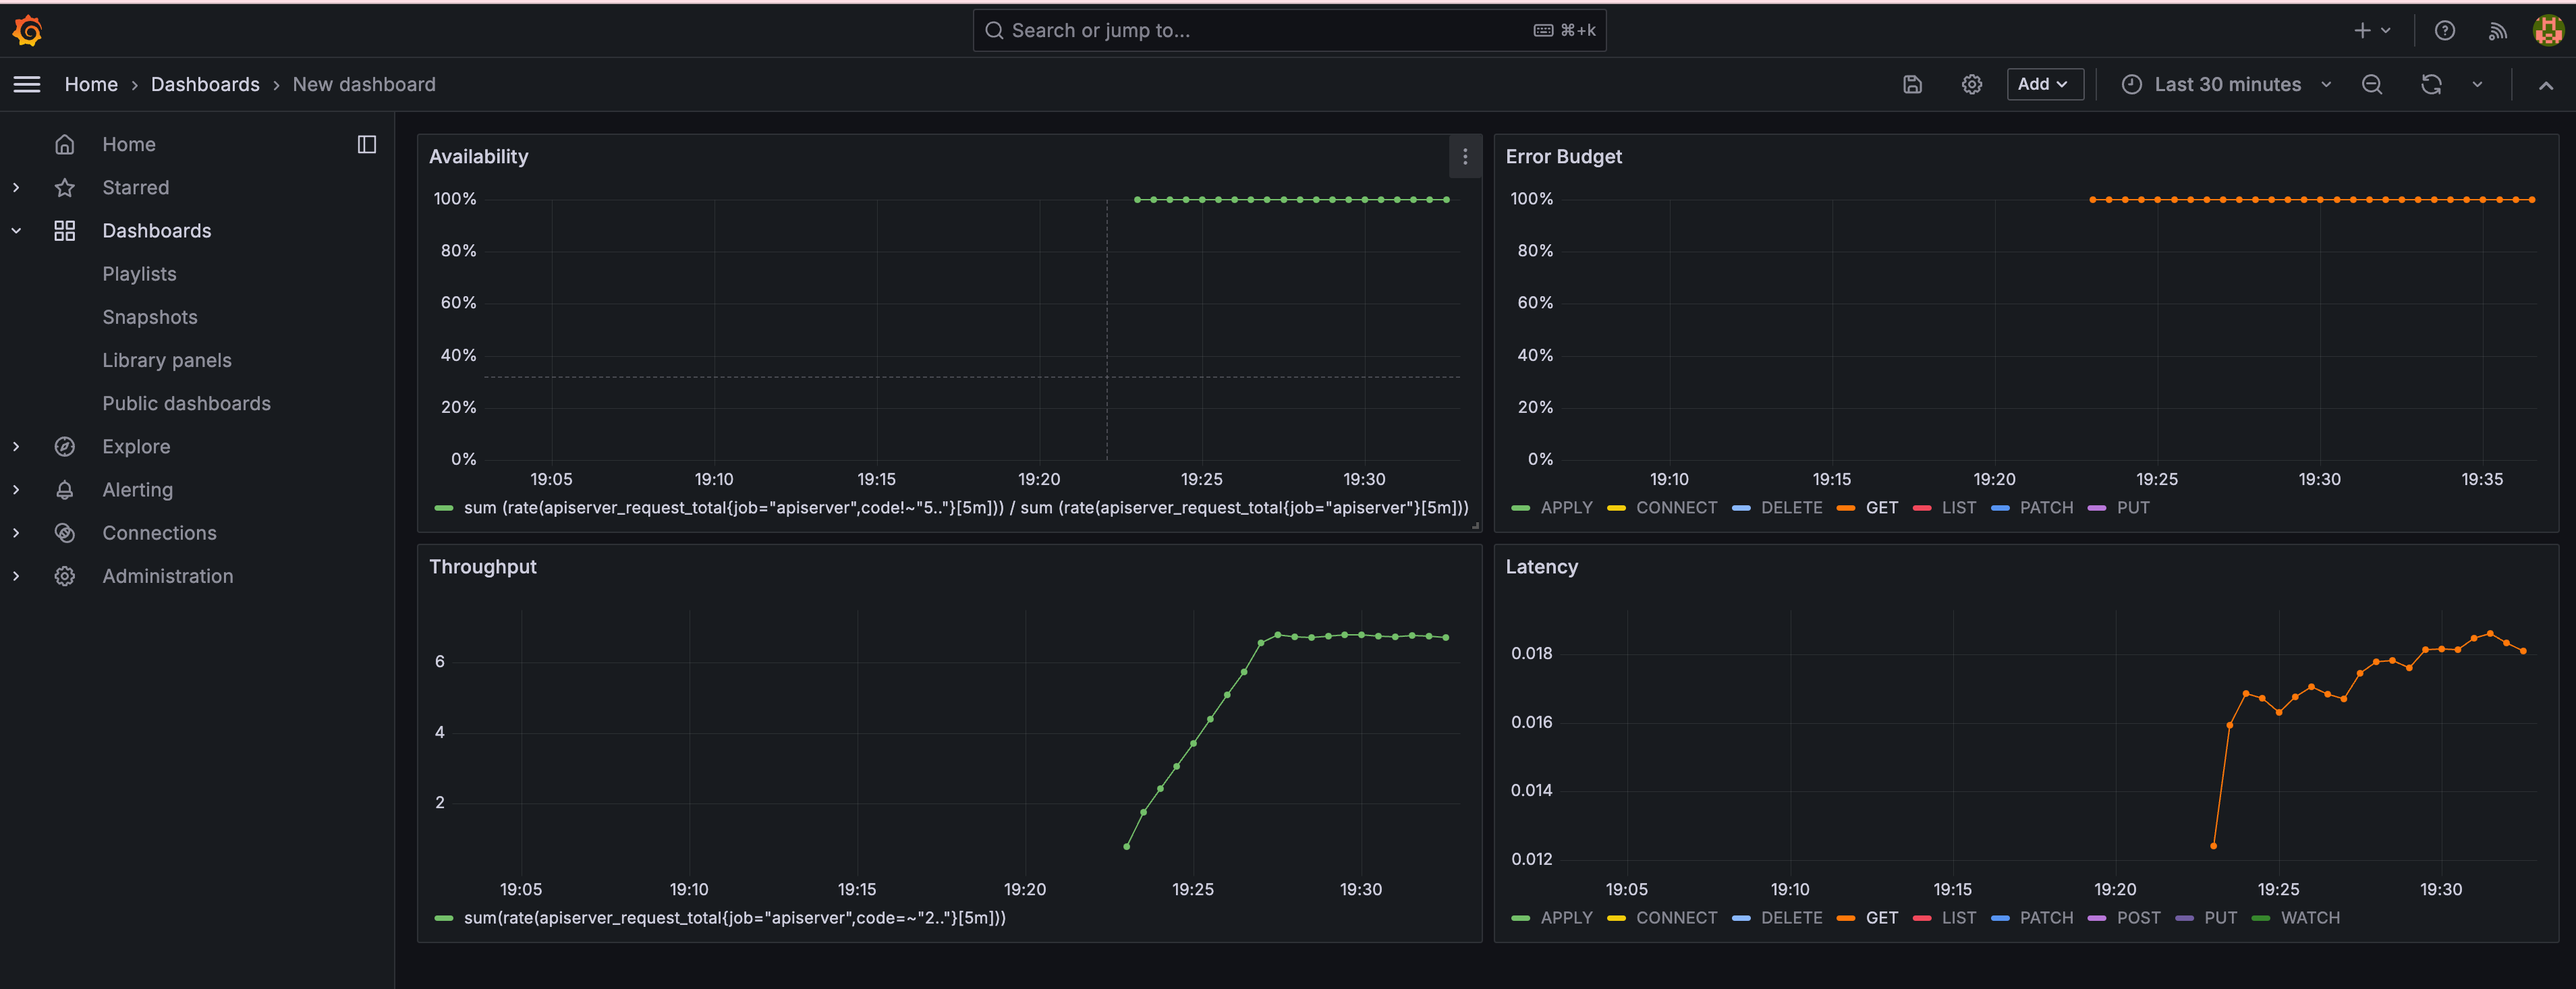 Search or jump to... ⌘+k
Home › Dashboards › New dashboard
Add
Last 30 minutes
Home
Starred
Dashboards
Playlists
Snapshots
Library panels
Public dashboards
Explore
Alerting
Connections
Administration
Availability
100%
80%
60%
40%
20%
0%
19:05 19:10 19:15 19:20 19:25 19:30
sum (rate(apiserver_request_total{job="apiserver",code!~"5.."}[5m])) / sum (rate(apiserver_request_total{job="apiserver"}[5m]))
Error Budget
100%
80%
60%
40%
20%
0%
19:10 19:15 19:20 19:25 19:30 19:35
APPLY CONNECT DELETE GET LIST PATCH PUT
Throughput
6
4
2
19:05 19:10 19:15 19:20 19:25 19:30
sum(rate(apiserver_request_total{job="apiserver",code=~"2.."}[5m]))
Latency
0.018
0.016
0.014
0.012
19:05 19:10 19:15 19:20 19:25 19:30
APPLY CONNECT DELETE GET LIST PATCH POST PUT WATCH